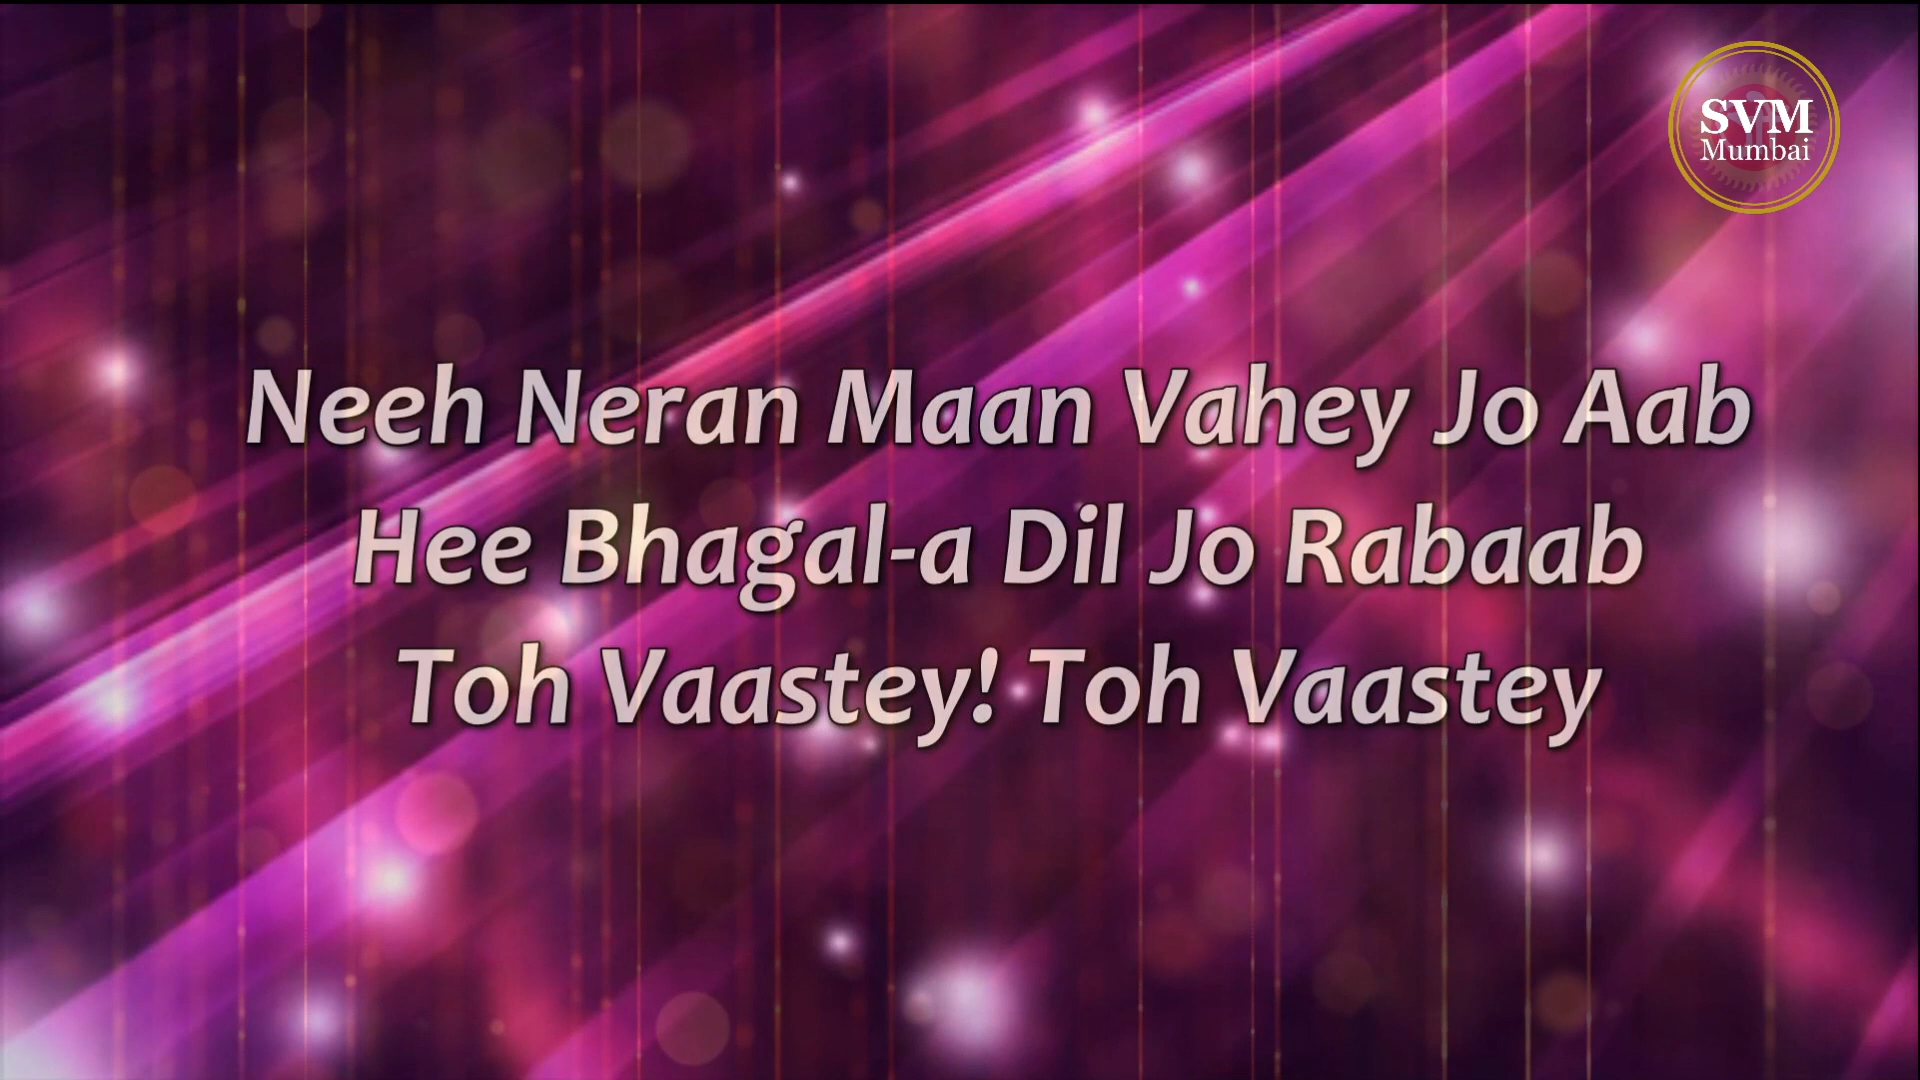 SVM
Mumbai
Neeh Neran Maan Vahey Jo Aab
Hee Bhagal-a Dil Jo Rabaab
Toh Vaastey! Toh Vaastey